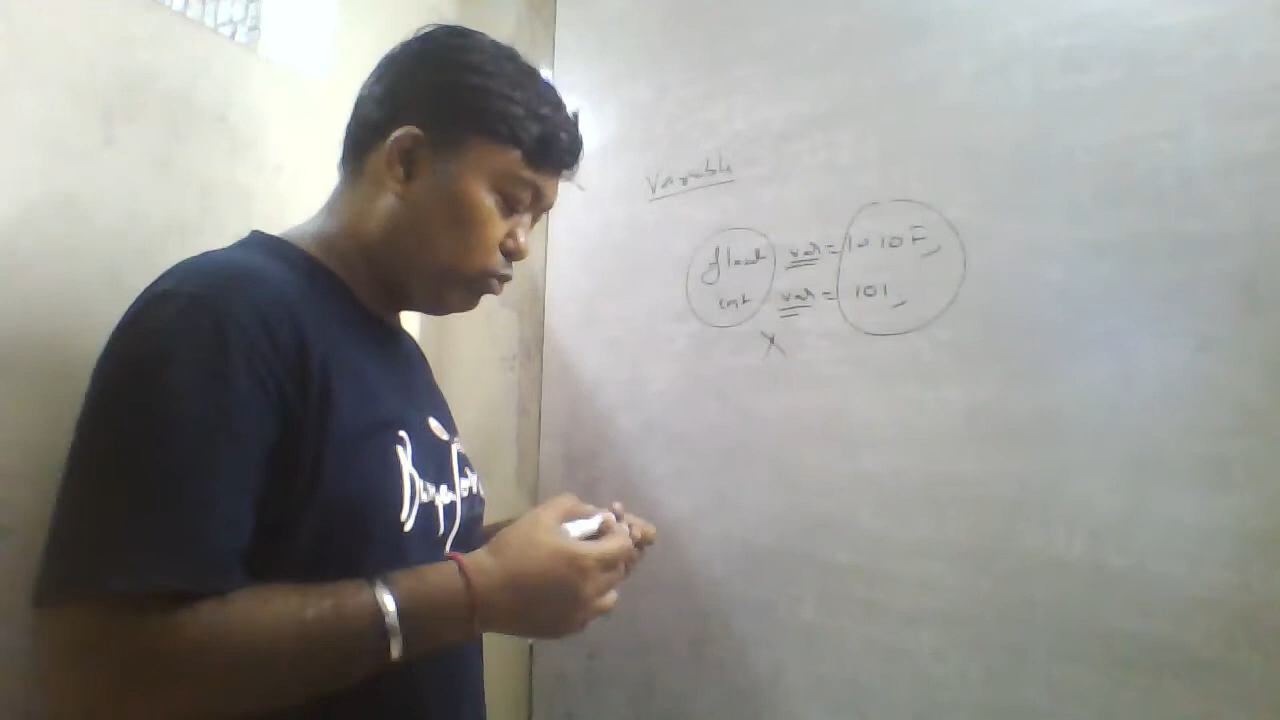 Variable
float var = 10.10F,
int var = 101,
X